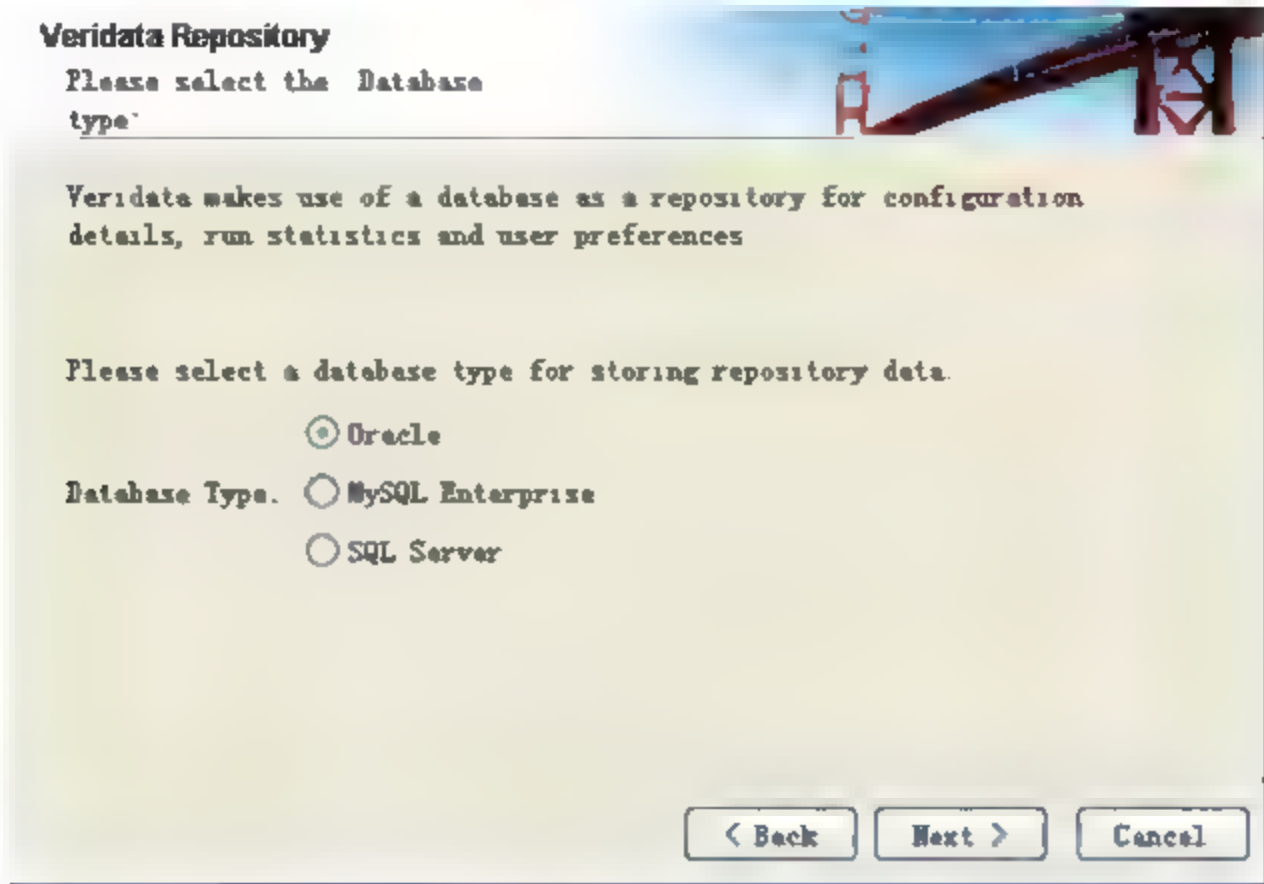 Veridata Repository
Please select the Database
type:
Veridata makes use of a database as a repository for configuration
details, run statistics and user preferences
Please select a database type for storing repository data.
Oracle
Database Type. MySQL Enterprise
SQL Server
< Back Next > Cancel